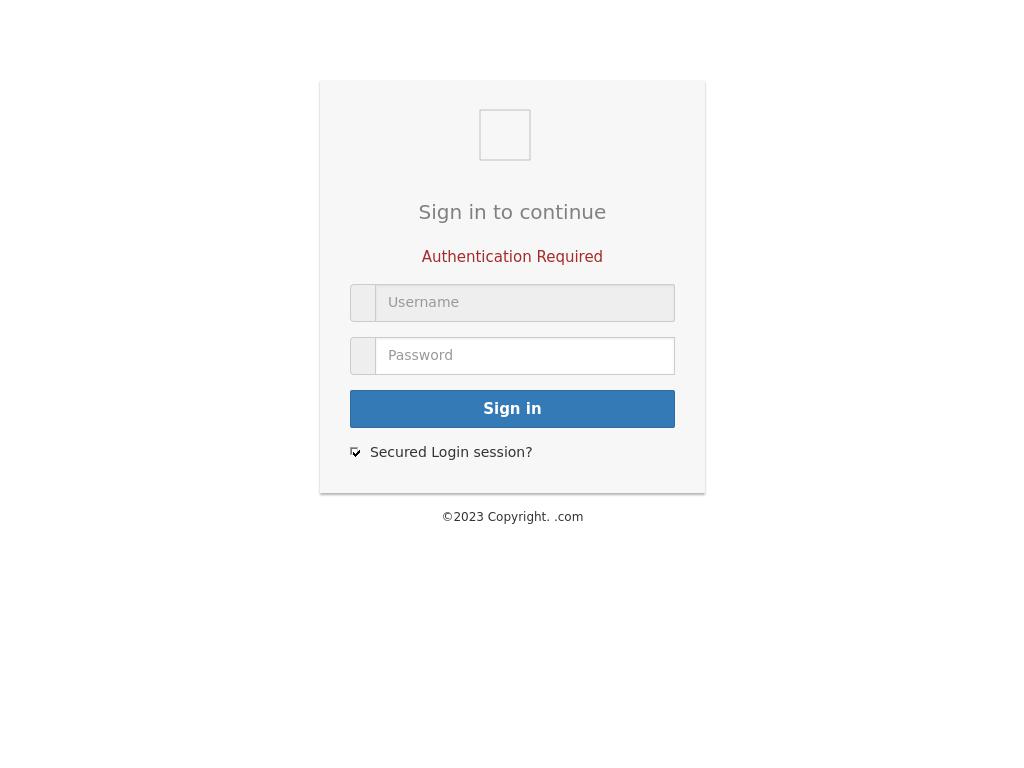 Sign in to continue
Authentication Required
Username
Password
Sign in
Secured Login session?
©2023 Copyright. .com